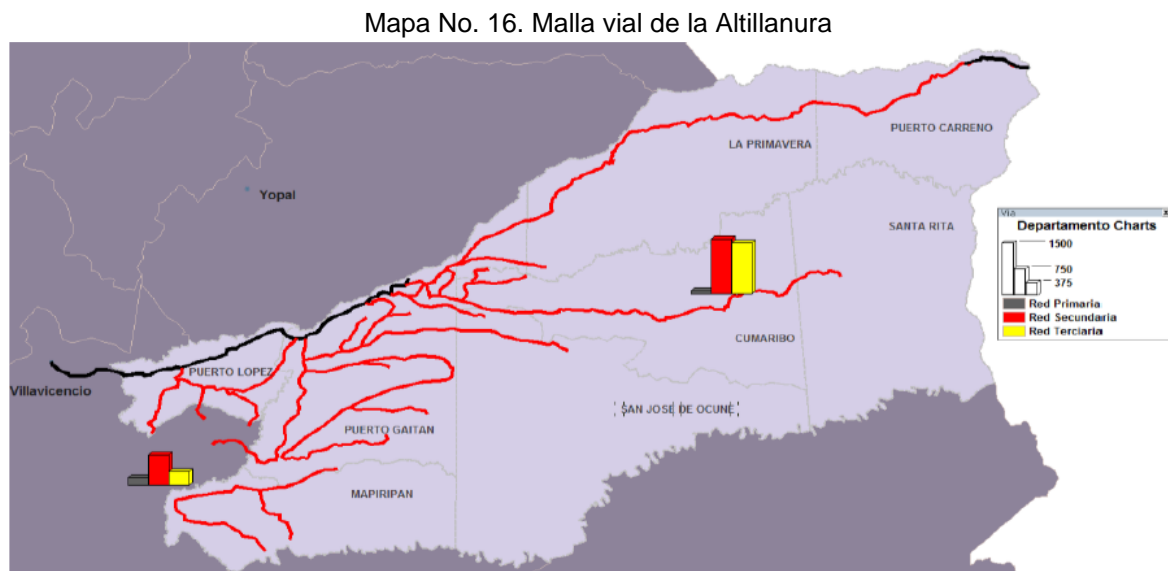 Mapa No. 16. Malla vial de la Altillanura
PUERTO CARREÑO
LA PRIMAVERA
Yopal
SANTA RITA
Via
Departamento Charts
1500
750
375
Red Primaria
Red Secundaria
Red Terciaria
CUMARIBO
PUERTO LOPEZ
Villavicencio
SAN JOSE DE OCUNE
PUERTO GAITAN
MAPIRIPAN